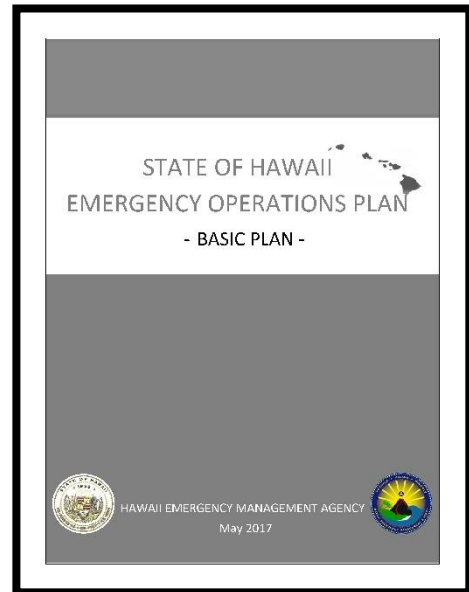 STATE OF HAWAII
EMERGENCY OPERATIONS PLAN
- BASIC PLAN -
HAWAII EMERGENCY MANAGEMENT AGENCY
May 2017